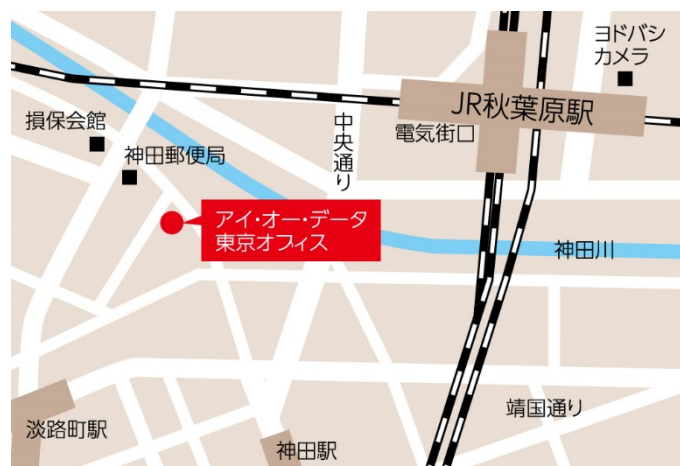 ヨドバシ
カメラ
JR秋葉原駅
電気街口
中央通り
損保会館
神田郵便局
アイ・オー・データ
東京オフィス
神田川
靖国通り
淡路町駅
神田駅